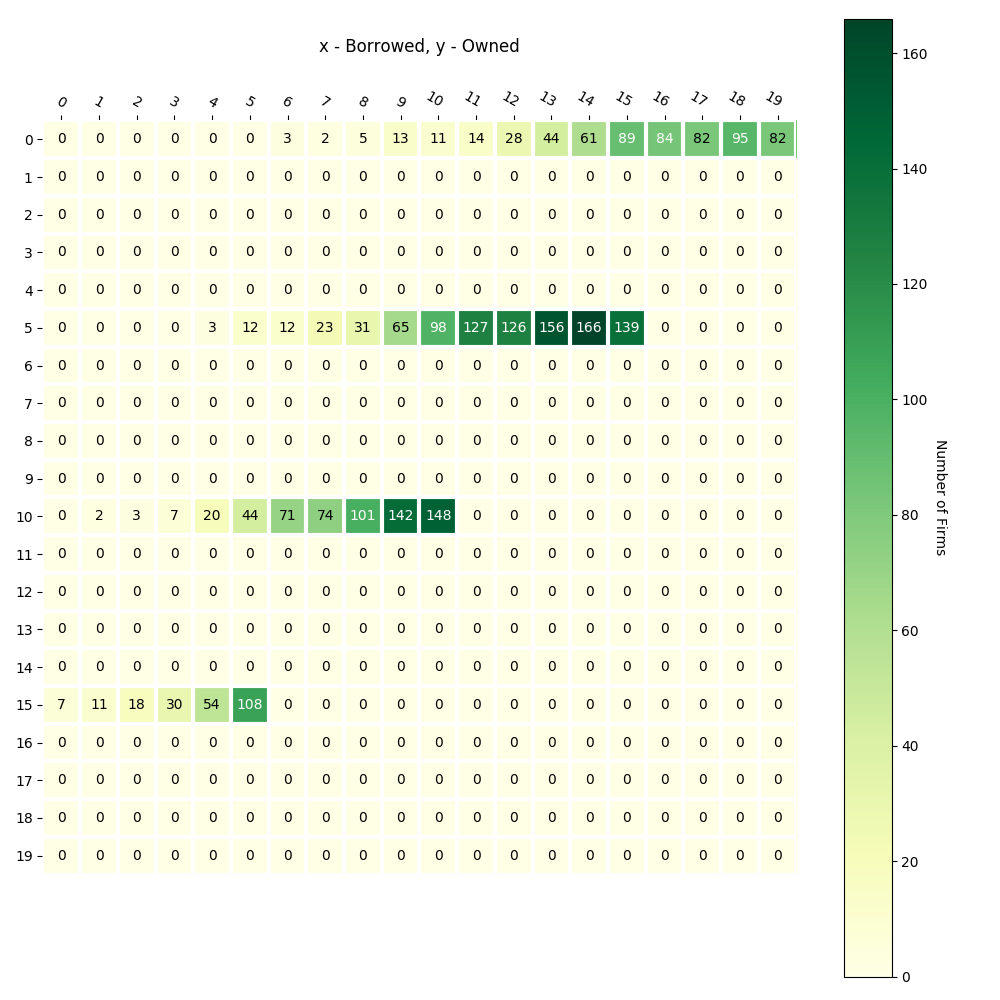 x - Borrowed, y - Owned
0 1 2 3 4 5 6 7 8 9 10 11 12 13 14 15 16 17 18 19
0 0 0 0 0 0 0 3 2 5 13 11 14 28 44 61 89 84 82 95 82
1 0 0 0 0 0 0 0 0 0 0 0 0 0 0 0 0 0 0 0 0
2 0 0 0 0 0 0 0 0 0 0 0 0 0 0 0 0 0 0 0 0
3 0 0 0 0 0 0 0 0 0 0 0 0 0 0 0 0 0 0 0 0
4 0 0 0 0 0 0 0 0 0 0 0 0 0 0 0 0 0 0 0 0
5 0 0 0 0 3 12 12 23 31 65 98 127 126 156 166 139 0 0 0 0
6 0 0 0 0 0 0 0 0 0 0 0 0 0 0 0 0 0 0 0 0
7 0 0 0 0 0 0 0 0 0 0 0 0 0 0 0 0 0 0 0 0
8 0 0 0 0 0 0 0 0 0 0 0 0 0 0 0 0 0 0 0 0
9 0 0 0 0 0 0 0 0 0 0 0 0 0 0 0 0 0 0 0 0
10 0 2 3 7 20 44 71 74 101 142 148 0 0 0 0 0 0 0 0 0
11 0 0 0 0 0 0 0 0 0 0 0 0 0 0 0 0 0 0 0 0
12 0 0 0 0 0 0 0 0 0 0 0 0 0 0 0 0 0 0 0 0
13 0 0 0 0 0 0 0 0 0 0 0 0 0 0 0 0 0 0 0 0
14 0 0 0 0 0 0 0 0 0 0 0 0 0 0 0 0 0 0 0 0
15 7 11 18 30 54 108 0 0 0 0 0 0 0 0 0 0 0 0 0 0
16 0 0 0 0 0 0 0 0 0 0 0 0 0 0 0 0 0 0 0 0
17 0 0 0 0 0 0 0 0 0 0 0 0 0 0 0 0 0 0 0 0
18 0 0 0 0 0 0 0 0 0 0 0 0 0 0 0 0 0 0 0 0
19 0 0 0 0 0 0 0 0 0 0 0 0 0 0 0 0 0 0 0 0
160
140
120
100
80
60
40
20
0
Number of Firms